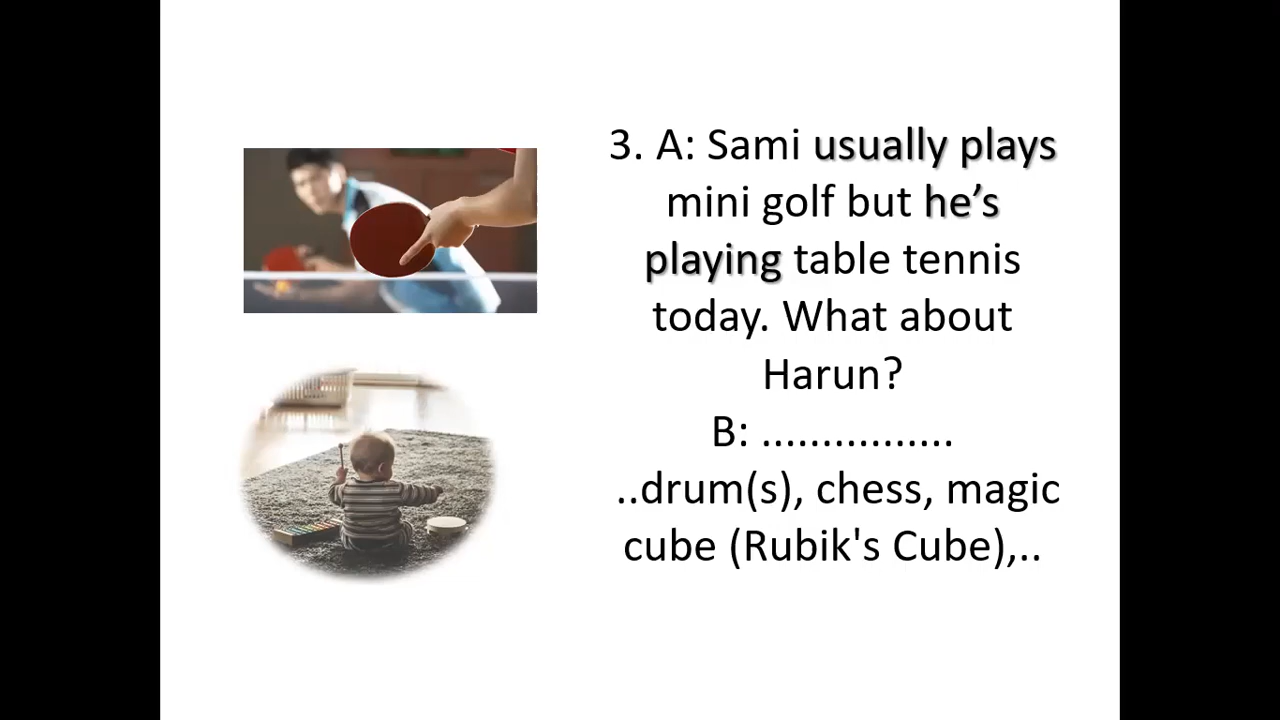 3. A: Sami usually plays
mini golf but he’s
playing table tennis
today. What about
Harun?
B: ................
..drum(s), chess, magic
cube (Rubik's Cube),..